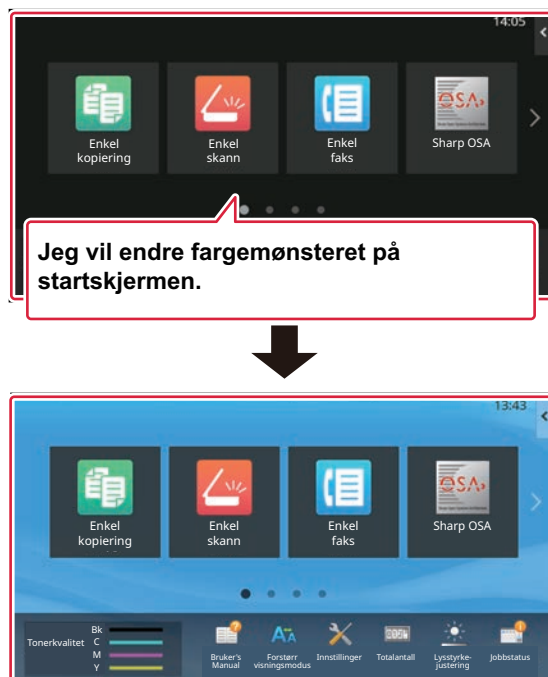 14:05
Enkel
kopiering
Enkel
skann
Enkel
faks
Sharp OSA
Jeg vil endre fargemønsteret på
startskjermen.
13:43
Enkel
kopiering
Enkel
skann
Enkel
faks
Sharp OSA
Tonerkvalitet
Bk
C
M
Y
Bruker's
Manual
Forstørr
visningsmodus
Innstillinger
Totalantall
Lysstyrke-
justering
Jobbstatus